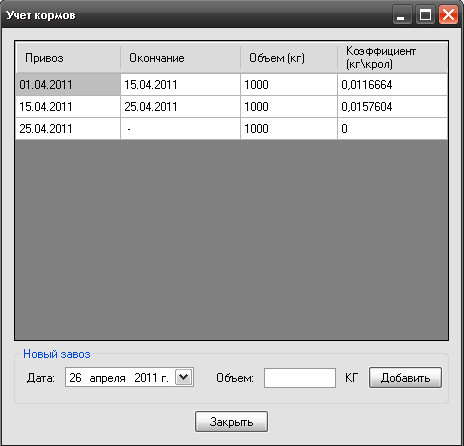 Учет кормов
Привоз Окончание Объем (кг) Коэффициент (кг\крол)
01.04.2011 15.04.2011 1000 0,0116664
15.04.2011 25.04.2011 1000 0,0157604
25.04.2011 - 1000 0
Новый завоз
Дата: 26 апреля 2011 г. Объем: КГ Добавить
Закрыть